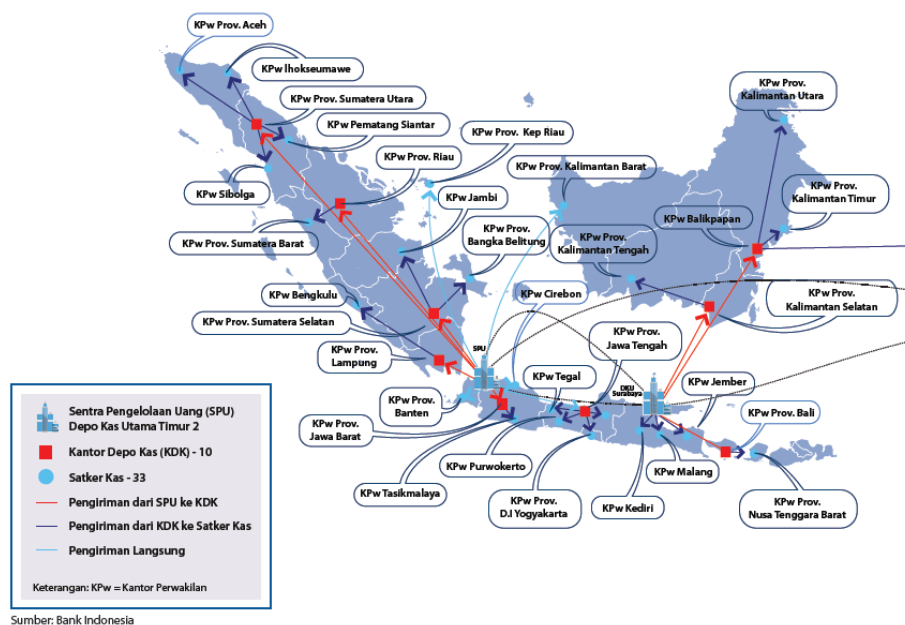 KPw Prov. Aceh
KPw lhokseumawe
KPw Prov. Sumatera Utara
KPw Pematang Siantar
KPw Prov. Kep Riau
KPw Prov. Riau
KPw Sibolga
KPw Jambi
KPw Prov. Sumatera Barat
KPw Prov.
Bangka Belitung
KPw Bengkulu
KPw Cirebon
KPw Prov. Sumatera Selatan
KPw Prov.
Lampung
KPw Prov.
Kalimantan Utara
KPw Prov. Kalimantan Barat
KPw Prov.
Kalimantan Timur
KPw Balikpapan
KPw Prov.
Kalimantan Tengah
KPw Prov.
Kalimantan Selatan
SPU
KPw Prov.
Jawa Tengah
KPw Tegal
DKU
Surabaya
KPw Jember
KPw Prov.
Banten
KPw Prov.
Jawa Barat
KPw Prov. Bali
KPw Purwokerto
KPw Malang
KPw Tasikmalaya
KPw Prov.
D.I Yogyakarta
KPw Kediri
KPw Prov.
Nusa Tenggara Barat
Sentra Pengelolaan Uang (SPU)
Depo Kas Utama Timur 2
Kantor Depo Kas (KDK) - 10
Satker Kas - 33
Pengiriman dari SPU ke KDK
Pengiriman dari KDK ke Satker Kas
Pengiriman Langsung
Keterangan: KPw = Kantor Perwakilan
Sumber: Bank Indonesia